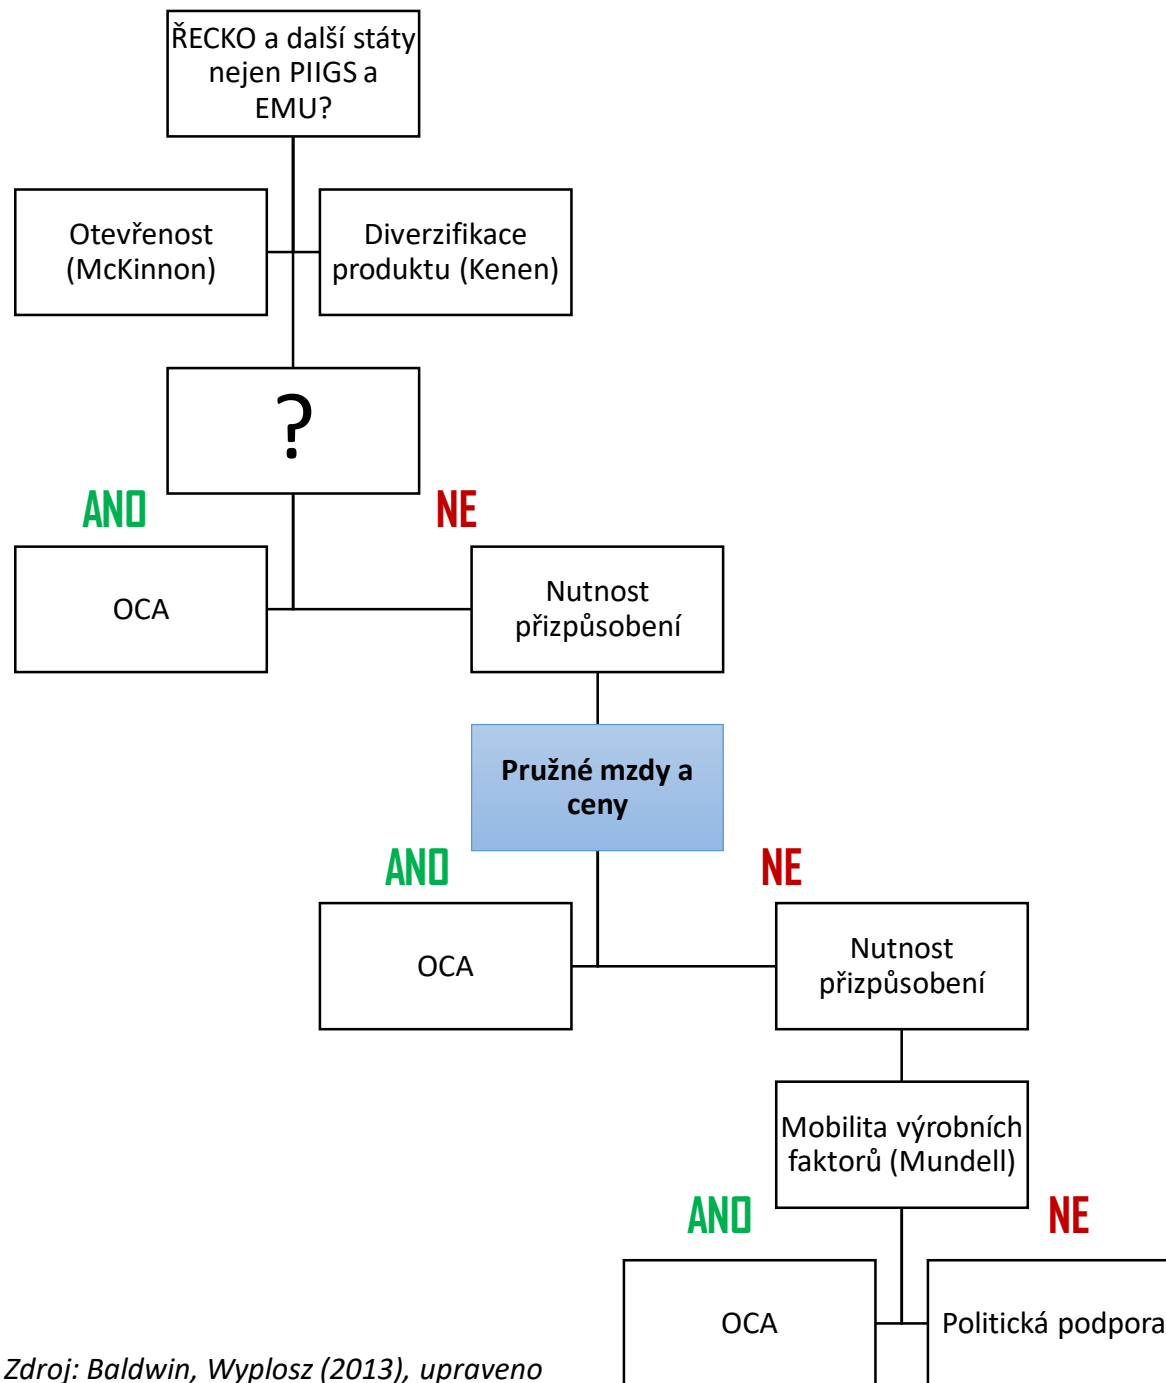 ŘECKO a další státy
nejen PIIGS a
EMU?
Otevřenost
(McKinnon)
Diverzifikace
produktu (Kenen)
?
ANO
NE
OCA
Nutnost
přizpůsobení
Pružné mzdy a
ceny
ANO
NE
OCA
Nutnost
přizpůsobení
Mobilita výrobních
faktorů (Mundell)
ANO
NE
OCA
Politická podpora
Zdroj: Baldwin, Wyplosz (2013), upraveno